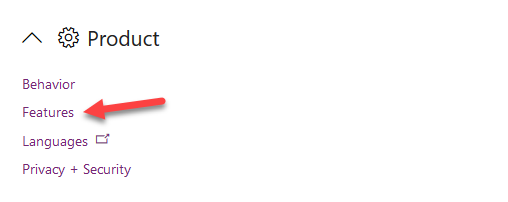 Product
Behavior
Features
Languages
Privacy + Security